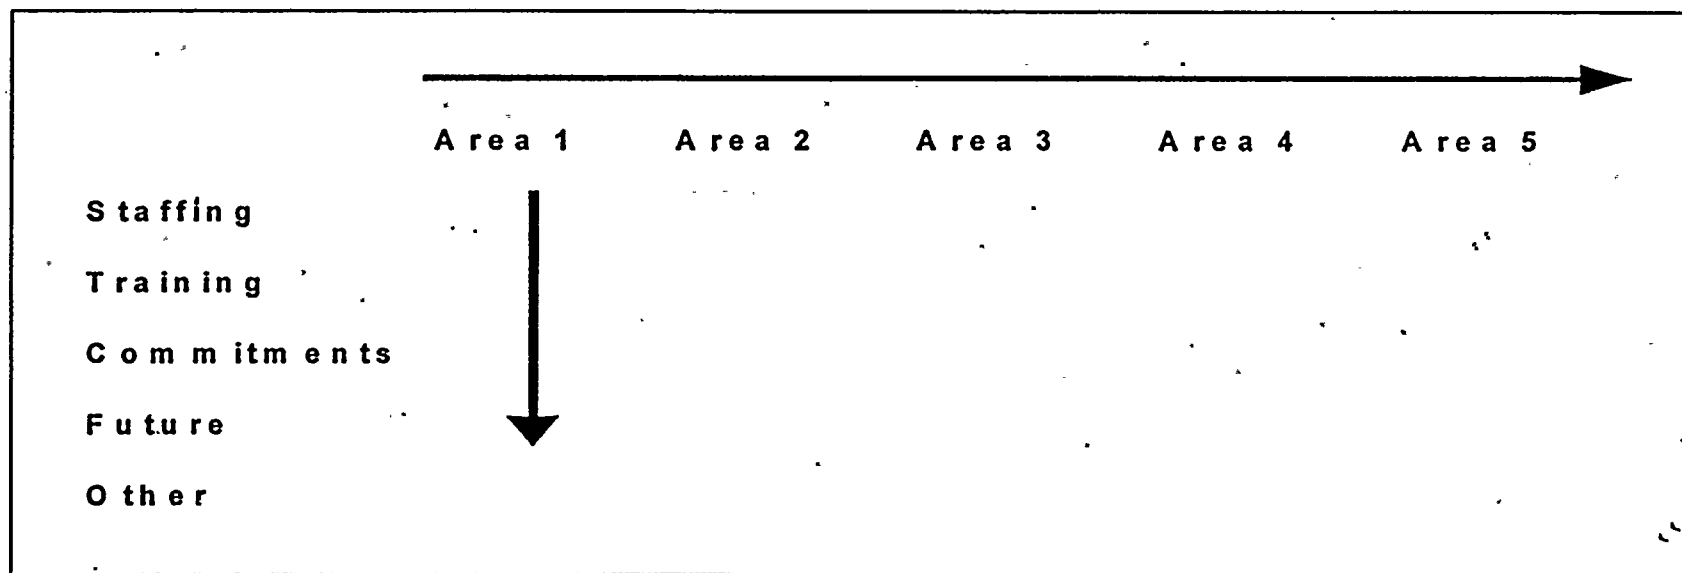 Area 1 Area 2 Area 3 Area 4 Area 5
Staffing
Training
Commitments
Future
Other